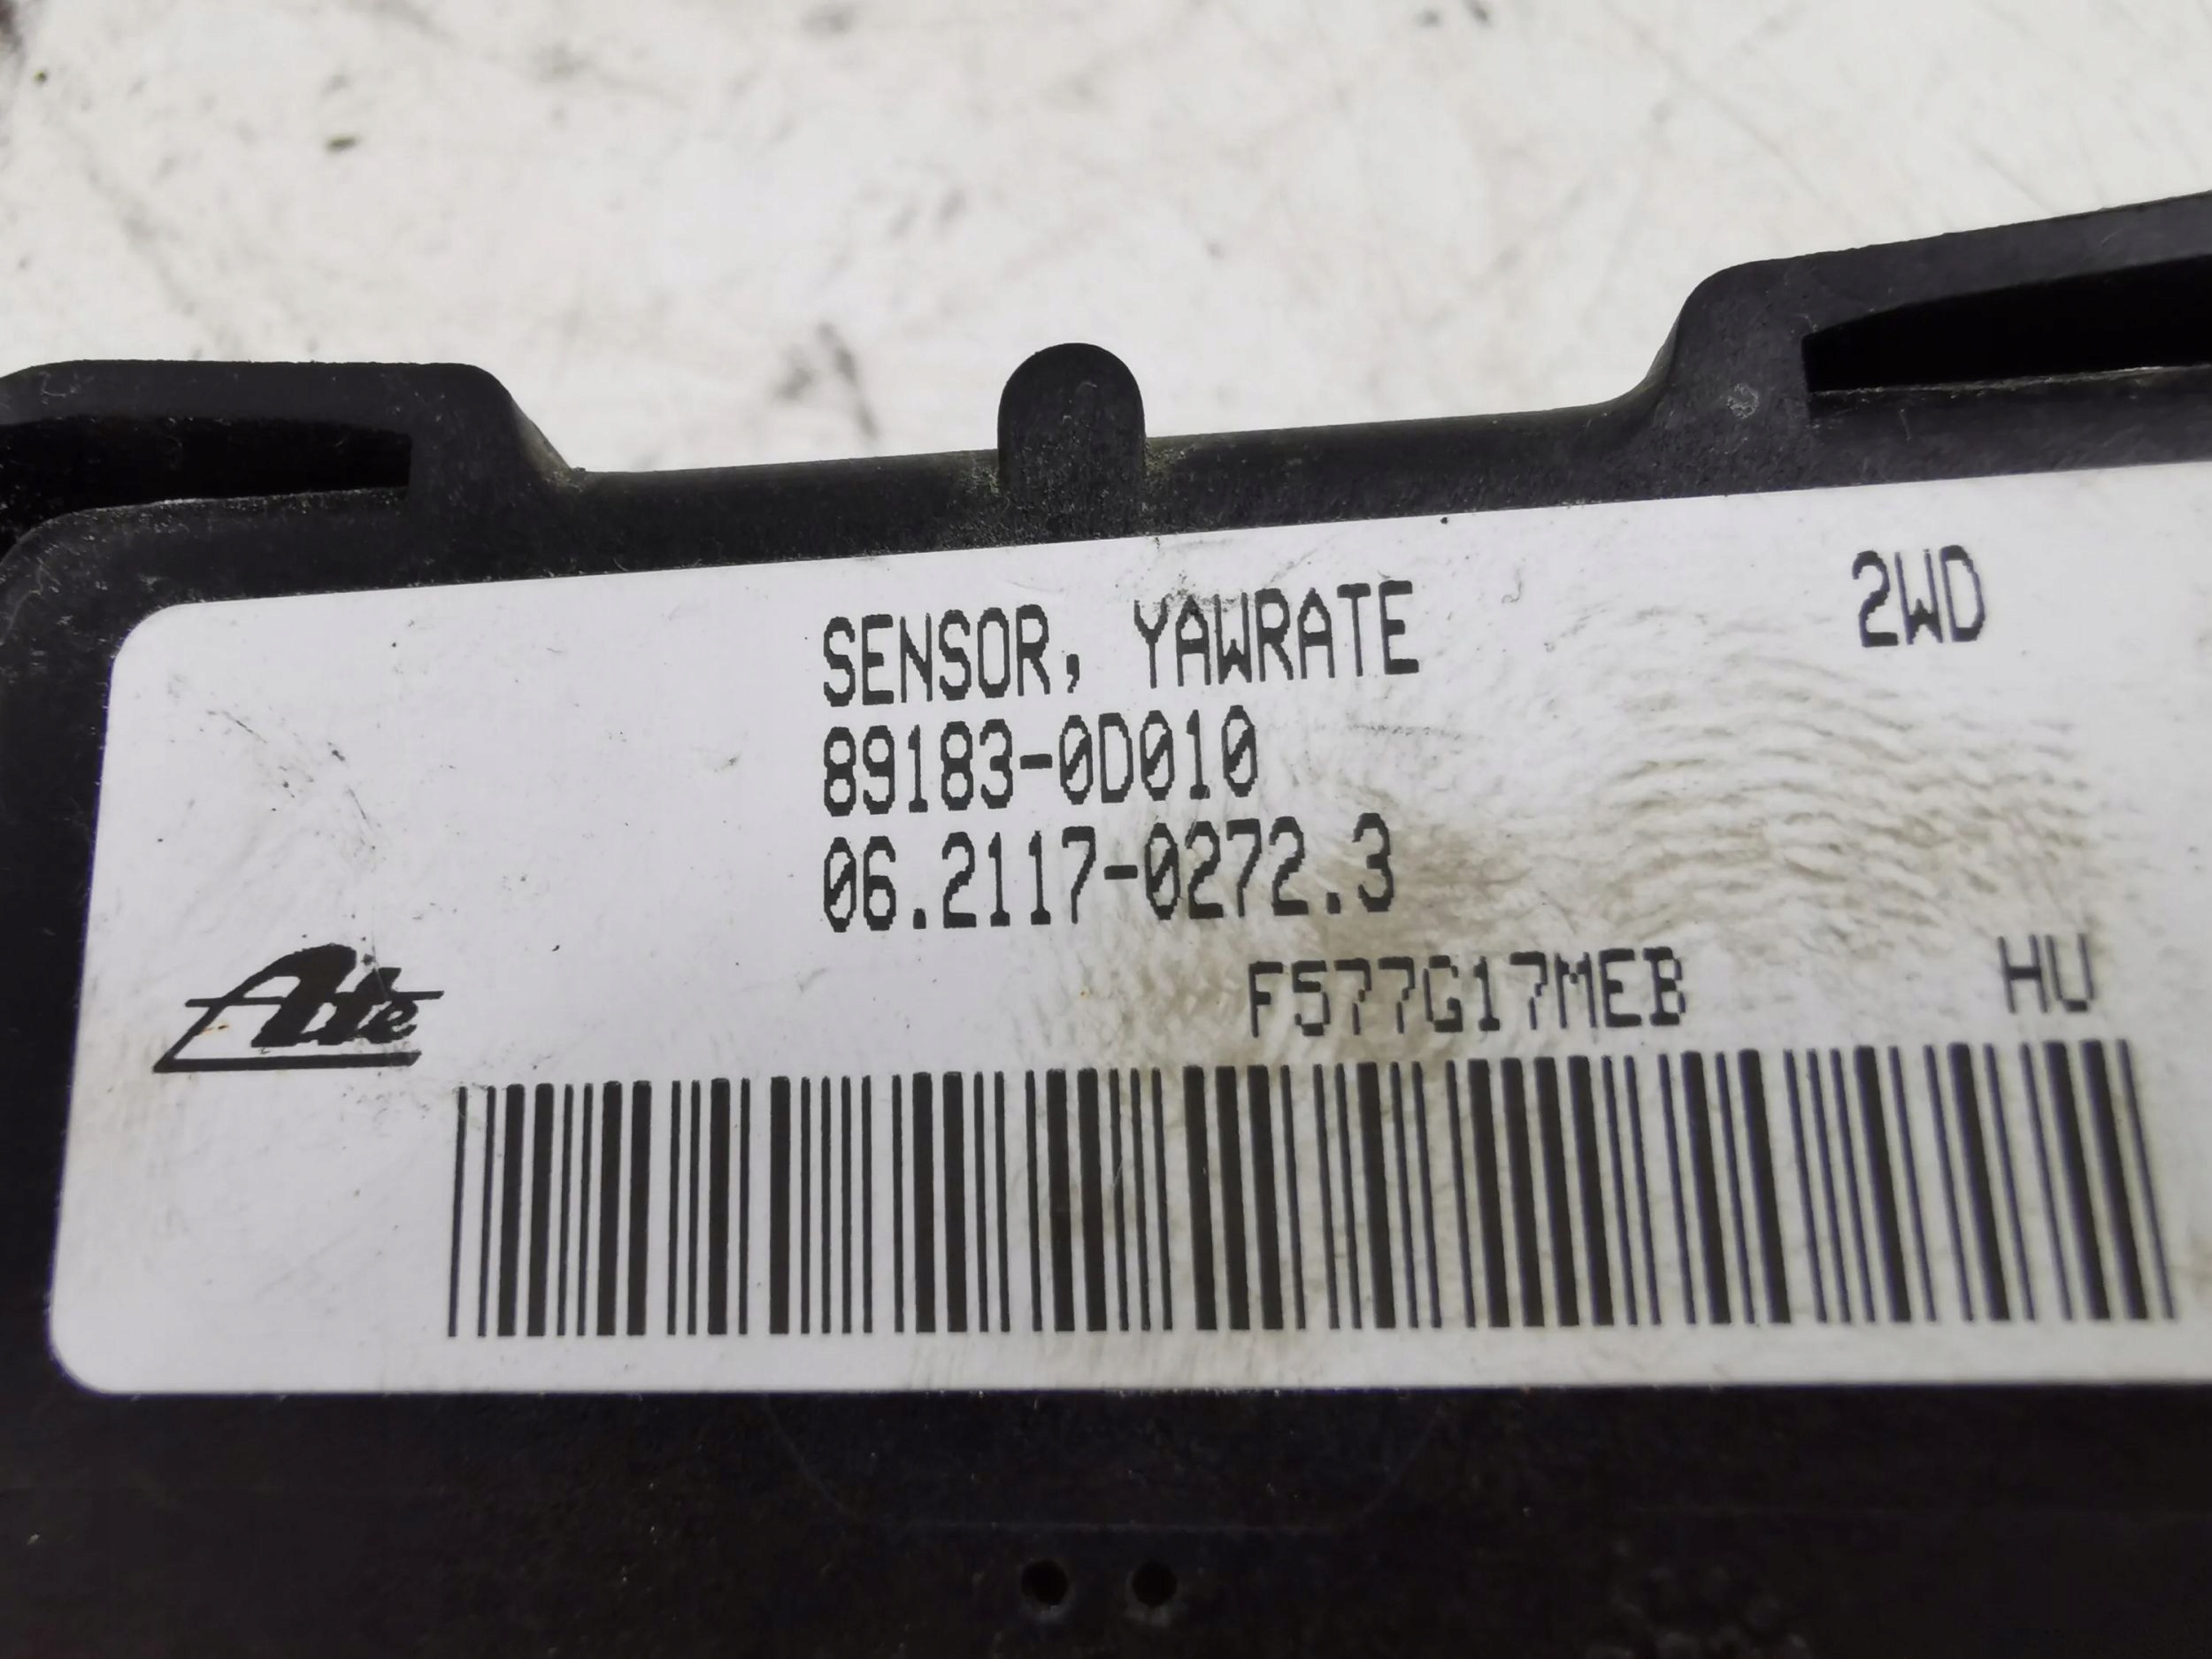 SENSOR, YAWRATE 2WD
89183-0D010
06.2117-0272.3
F577G17MEB HU
Ate